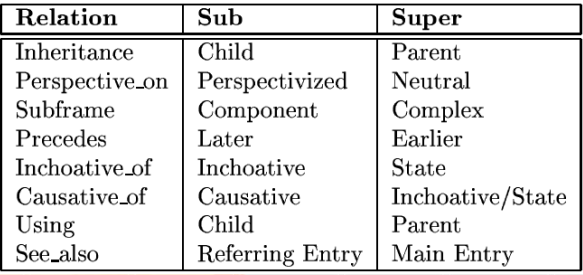 Relation Sub Super
Inheritance Child Parent
Perspective_on Perspectivized Neutral
Subframe Component Complex
Precedes Later Earlier
Inchoative_of Inchoative State
Causative_of Causative Inchoative/State
Using Child Parent
See_also Referring Entry Main Entry